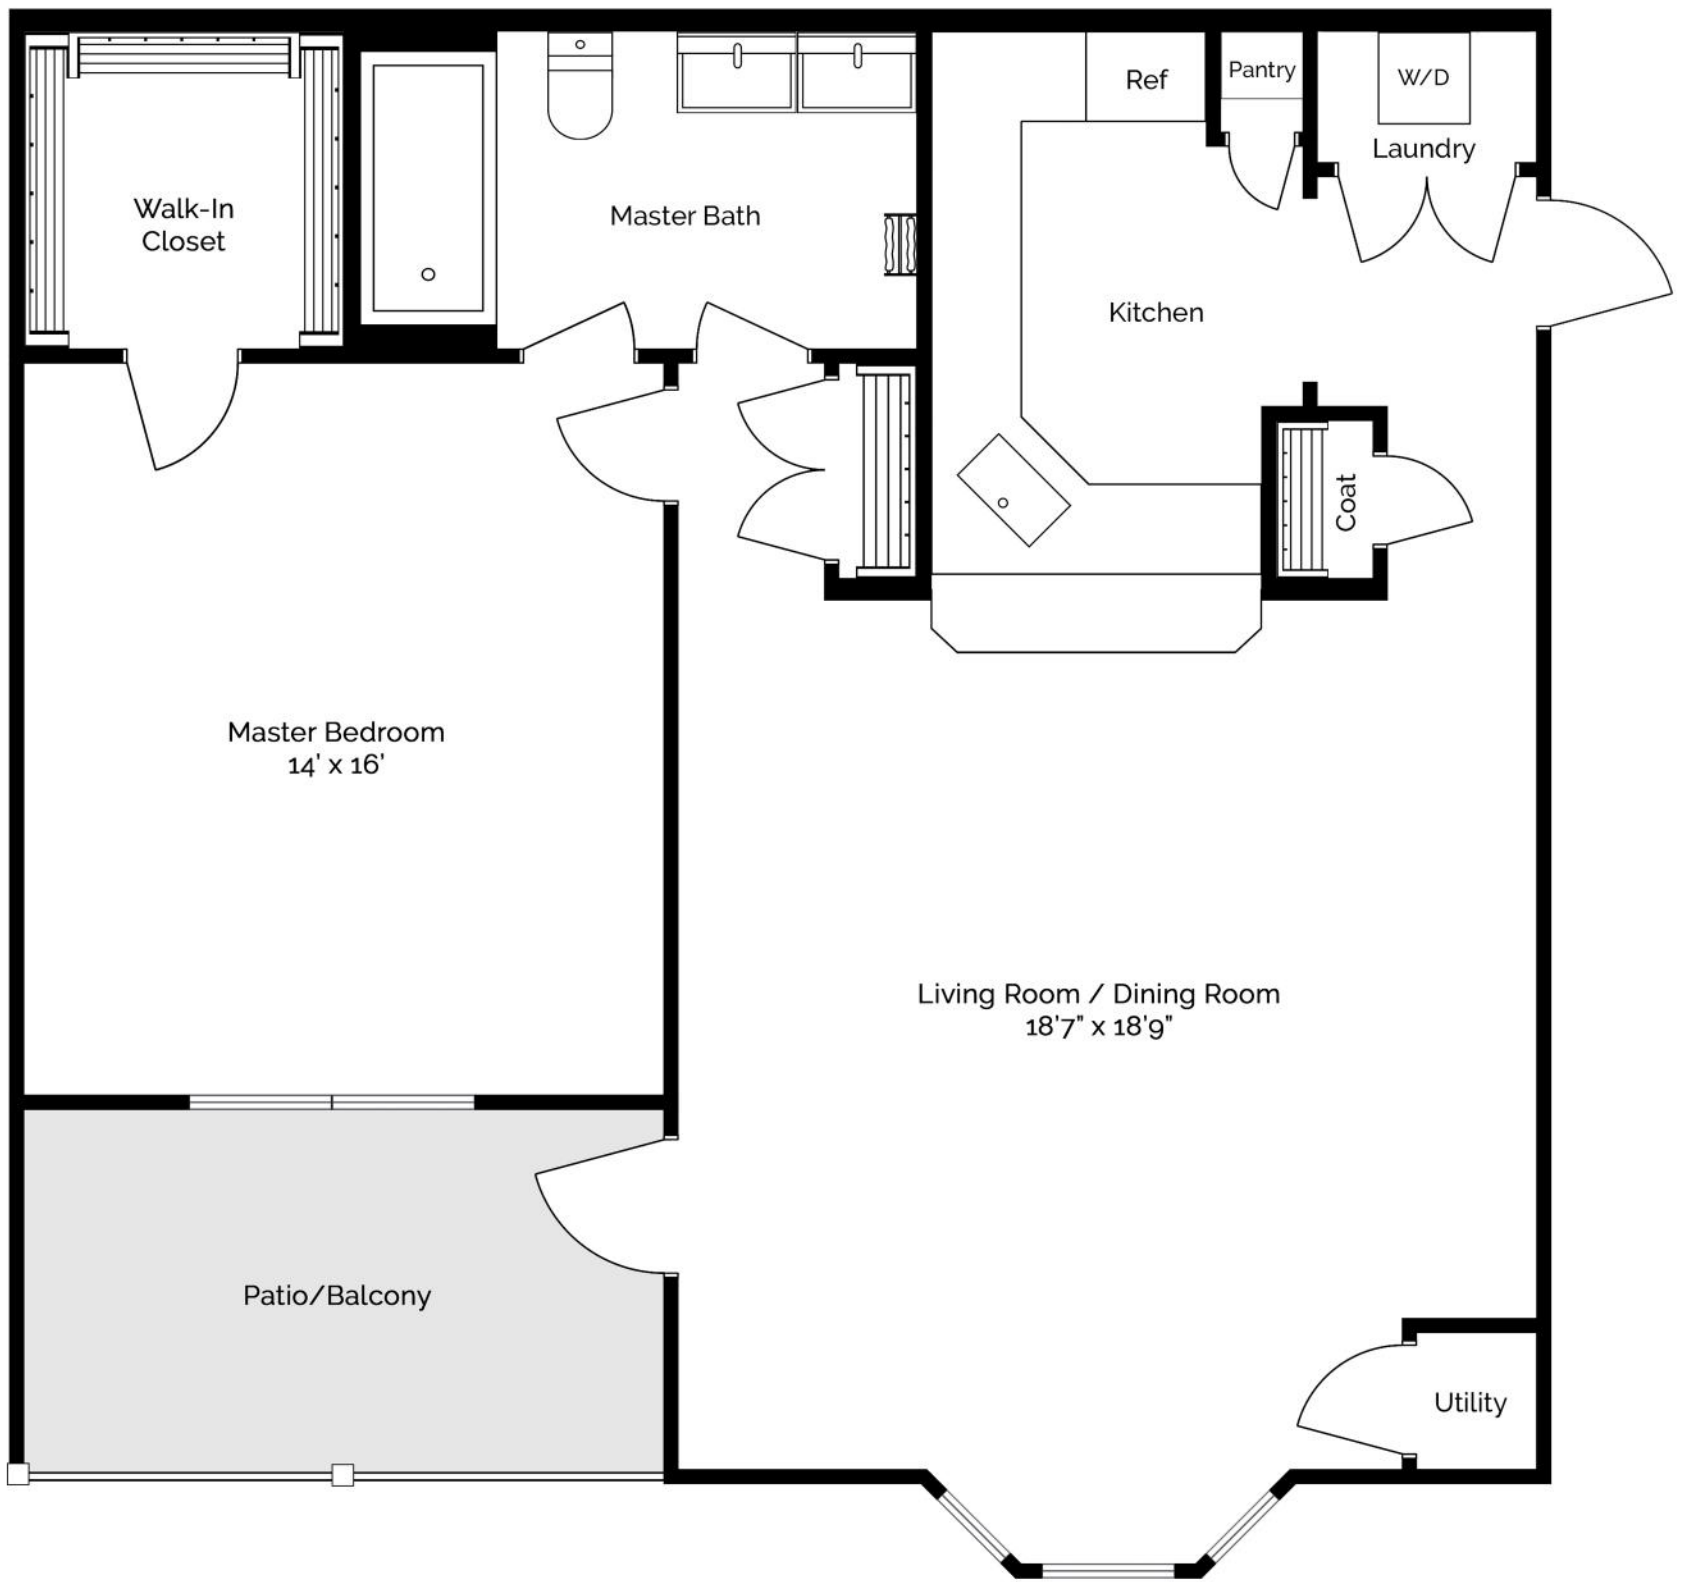 Ref
Pantry
W/D
Laundry
Walk-In
Closet
Master Bath
Kitchen
Coat
Master Bedroom
14' x 16'
Living Room / Dining Room
18'7" x 18'9"
Patio/Balcony
Utility